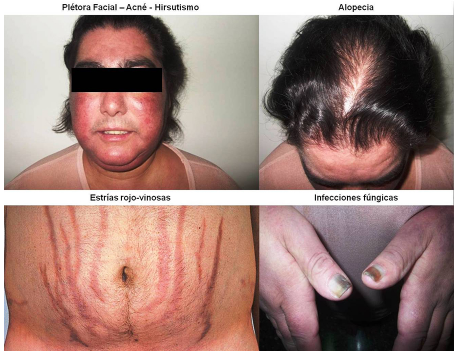 Plétora Facial – Acné - Hirsutismo
Alopecia
Estrías rojo-vinosas
Infecciones fúngicas